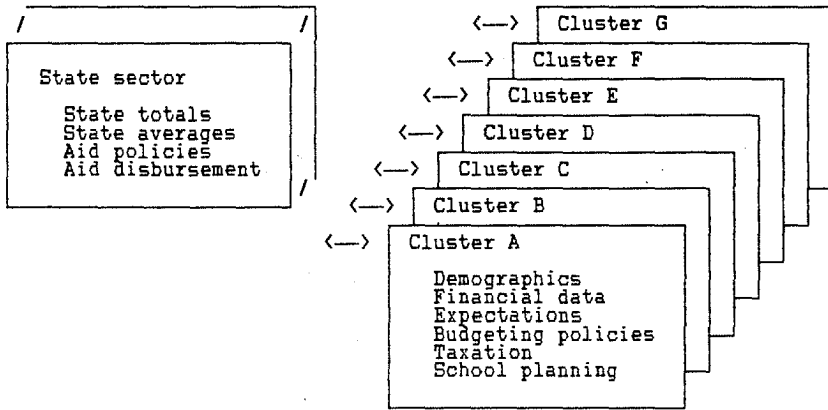 State sector
State totals
State averages
Aid policies
Aid disbursement
<—> Cluster G
<—> Cluster F
<—> Cluster E
<—> Cluster D
<—> Cluster C
<—> Cluster B
<—> Cluster A
Demographics
Financial data
Expectations
Budgeting policies
Taxation
School planning